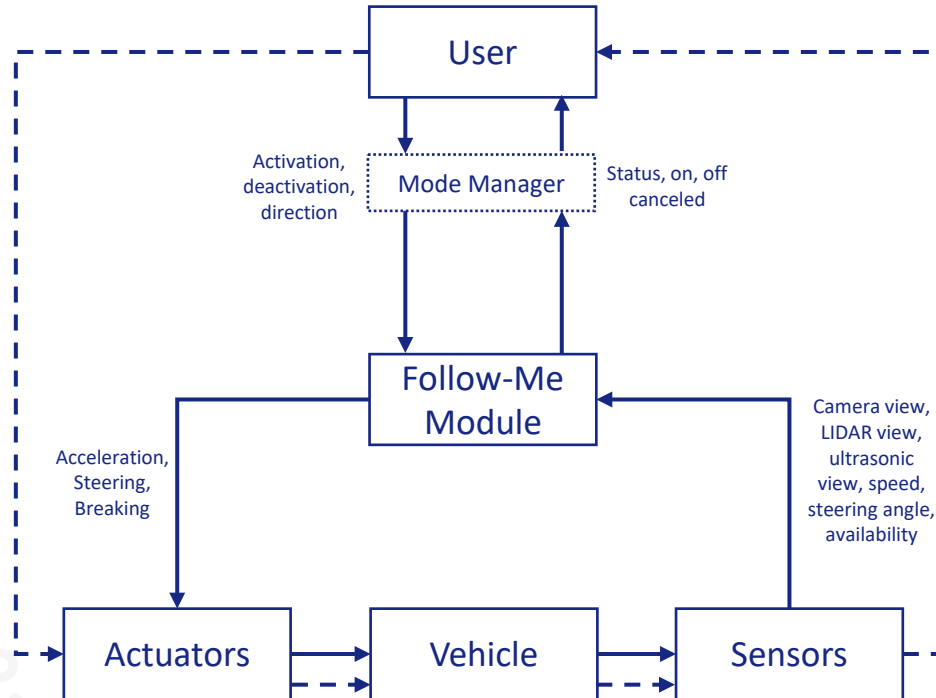 User
Activation,
deactivation,
direction
Mode Manager
Status, on, off
canceled
Follow-Me
Module
Acceleration,
Steering,
Breaking
Camera view,
LIDAR view,
ultrasonic
view, speed,
steering angle,
availability
Actuators
Vehicle
Sensors